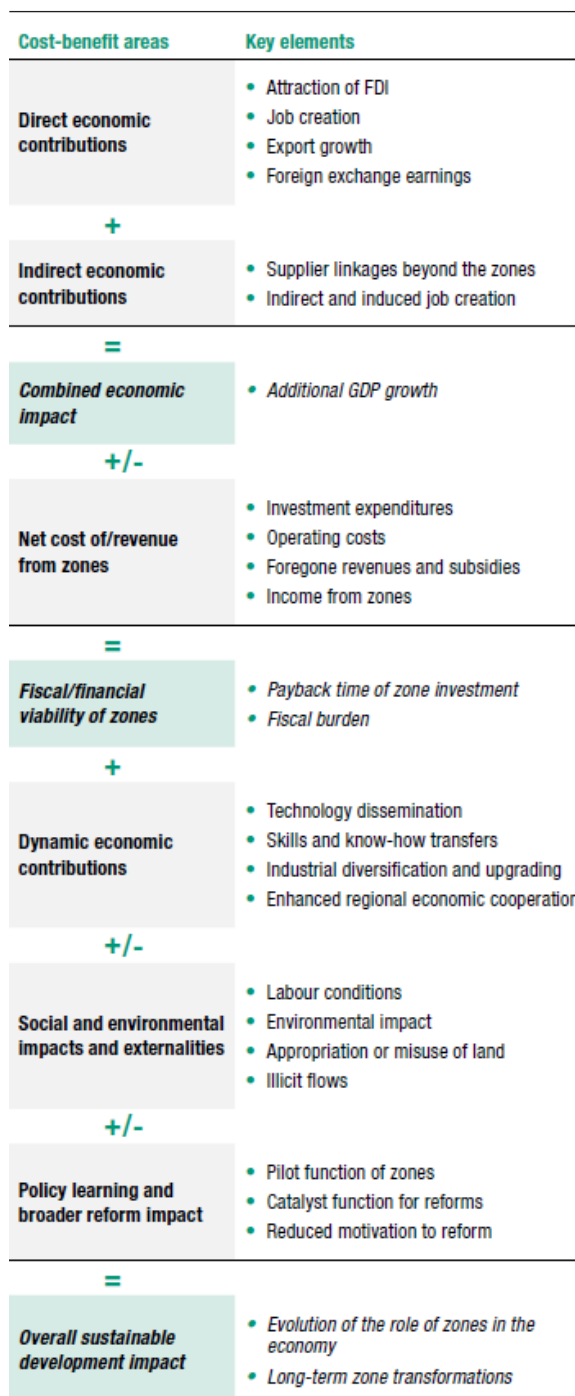 Cost-benefit areas Key elements
Direct economic
contributions
• Attraction of FDI
• Job creation
• Export growth
• Foreign exchange earnings
+
Indirect economic
contributions
• Supplier linkages beyond the zones
• Indirect and induced job creation
=
Combined economic
impact
• Additional GDP growth
+/-
Net cost of/revenue
from zones
• Investment expenditures
• Operating costs
• Foregone revenues and subsidies
• Income from zones
=
Fiscal/financial
viability of zones
• Payback time of zone investment
• Fiscal burden
+
Dynamic economic
contributions
• Technology dissemination
• Skills and know-how transfers
• Industrial diversification and upgrading
• Enhanced regional economic cooperation
+/-
Social and environmental
impacts and externalities
• Labour conditions
• Environmental impact
• Appropriation or misuse of land
• Illicit flows
+/-
Policy learning and
broader reform impact
• Pilot function of zones
• Catalyst function for reforms
• Reduced motivation to reform
=
Overall sustainable
development impact
• Evolution of the role of zones in the
economy
• Long-term zone transformations